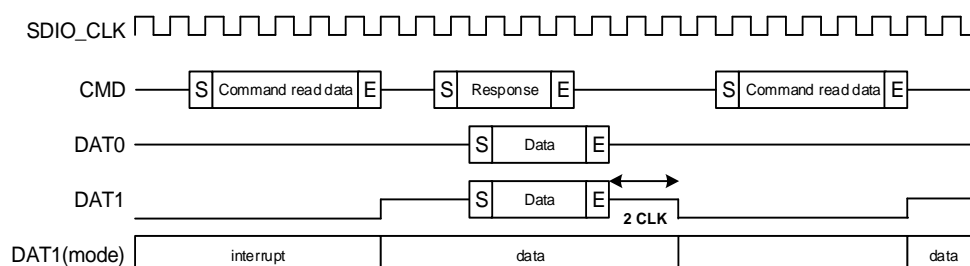 SDIO_CLK
CMD S Command read data E S Response E S Command read data E
DAT0 S Data E
DAT1 S Data E
2 CLK
DAT1(mode) interrupt data data